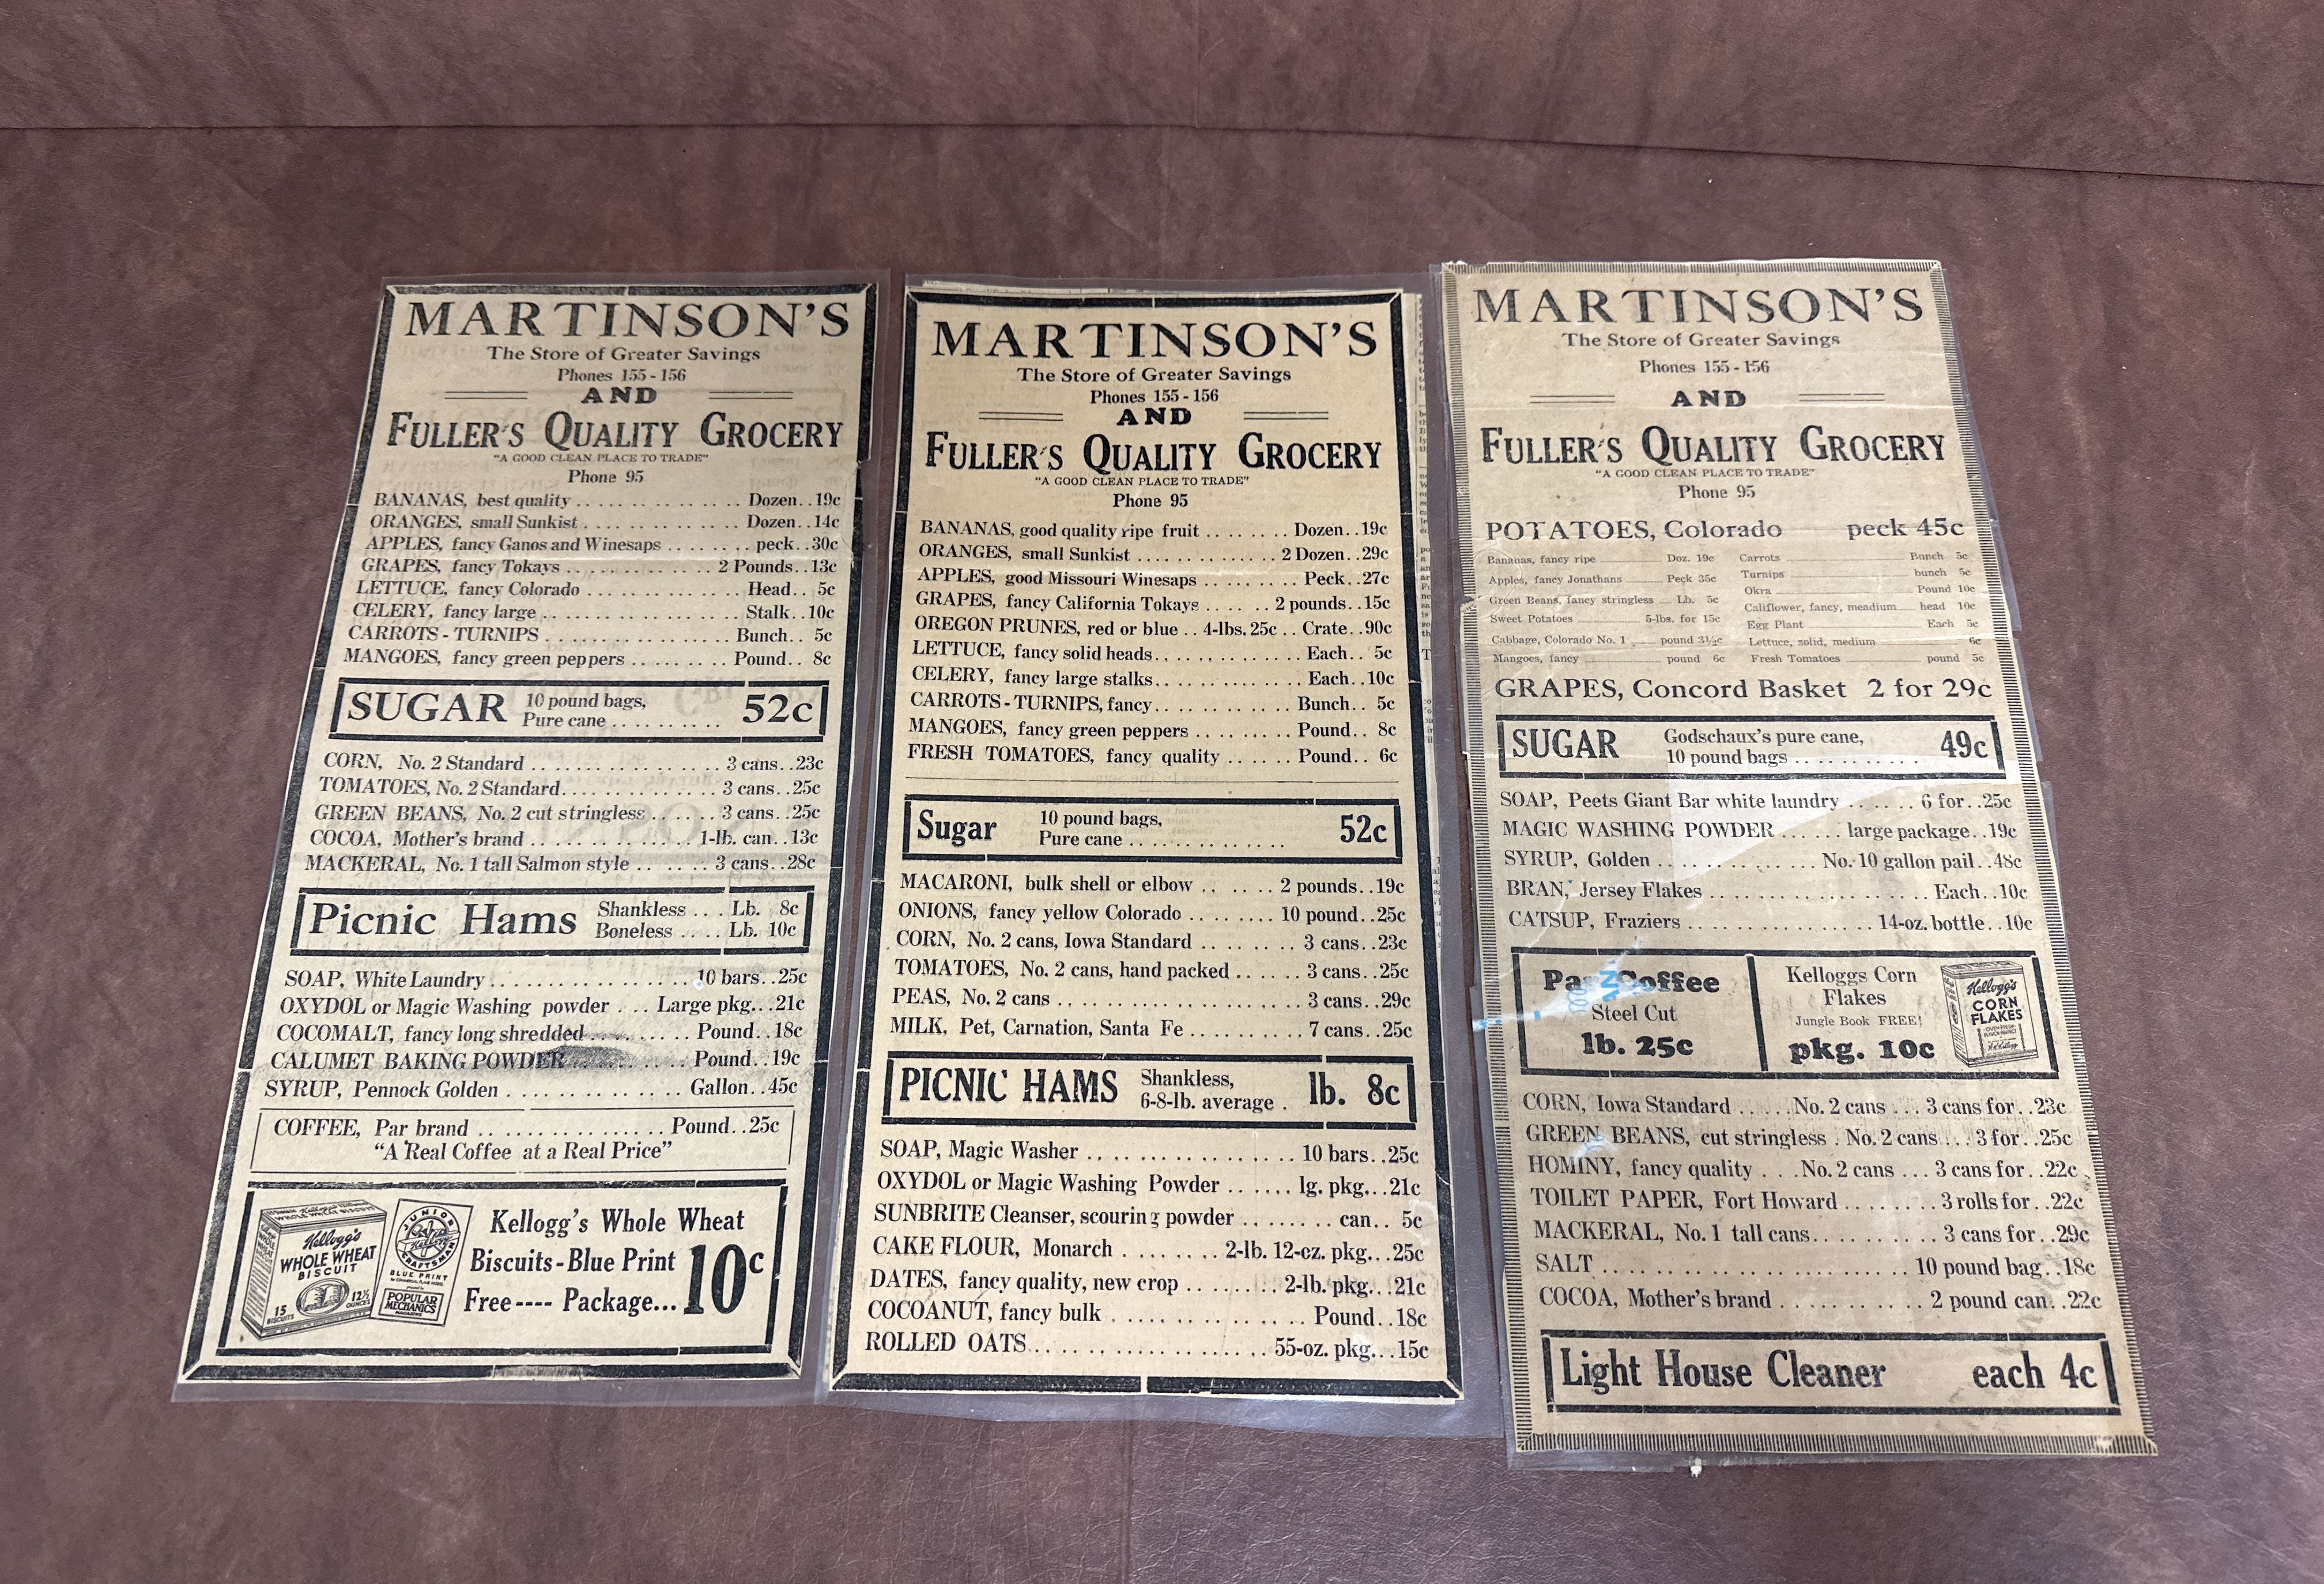 MARTINSON'S
The Store of Greater Savings
Phones 155 - 156
AND
FULLER'S QUALITY GROCERY
"A GOOD CLEAN PLACE TO TRADE"
Phone 95
BANANAS, best quality . . . Dozen . . 19c
ORANGES, small Sunkist . . . Dozen . . 14c
APPLES, fancy Ganos and Winesaps . . . peck . . 30c
GRAPES, fancy Tokays . . . 2 Pounds . . 13c
LETTUCE, fancy Colorado . . . Head . . 5c
CELERY, fancy large . . . Stalk . . 10c
CARROTS - TURNIPS . . . Bunch . . 5c
MANGOES, fancy green peppers . . . Pound . . 8c
SUGAR 10 pound bags, Pure cane . . . 52c
CORN, No. 2 Standard . . . 3 cans . . 23c
TOMATOES, No. 2 Standard . . . 3 cans . . 25c
GREEN BEANS, No. 2 cut stringless . . . 3 cans . . 25c
COCOA, Mother's brand . . . 1-lb. can . . 13c
MACKERAL, No. 1 tall Salmon style . . . 3 cans . . 28c
Picnic Hams Shankless . . . Lb. 8c
Boneless . . . Lb. 10c
SOAP, White Laundry . . . 10 bars . . 25c
OXYDOL or Magic Washing powder . . . Large pkg. . . 21c
COCOMALT, fancy long shredded . . . Pound . . 18c
CALUMET BAKING POWDER . . . Pound . . 19c
SYRUP, Pennock Golden . . . Gallon . . 45c
COFFEE, Par brand . . . Pound . . 25c
"A Real Coffee at a Real Price"
Kellogg's
WHOLE WHEAT
BISCUIT
15
BISCUITS
12½
OUNCES
JUNIOR
CRAFTSMAN
BLUE PRINT
POPULAR
MECHANICS
MAGAZINE
Kellogg's Whole Wheat
Biscuits - Blue Print
Free ---- Package... 10c
MARTINSON'S
The Store of Greater Savings
Phones 155 - 156
AND
FULLER'S QUALITY GROCERY
"A GOOD CLEAN PLACE TO TRADE"
Phone 95
BANANAS, good quality ripe fruit . . . Dozen . . 19c
ORANGES, small Sunkist . . . 2 Dozen . . 29c
APPLES, good Missouri Winesaps . . . Peck . . 27c
GRAPES, fancy California Tokays . . . 2 pounds . . 15c
OREGON PRUNES, red or blue . . 4-lbs. 25c . . Crate . . 90c
LETTUCE, fancy solid heads . . . Each . . 5c
CELERY, fancy large stalks . . . Each . . 10c
CARROTS - TURNIPS, fancy . . . Bunch . . 5c
MANGOES, fancy green peppers . . . Pound . . 8c
FRESH TOMATOES, fancy quality . . . Pound . . 6c
Sugar 10 pound bags, Pure cane . . . 52c
MACARONI, bulk shell or elbow . . . 2 pounds . . 19c
ONIONS, fancy yellow Colorado . . . 10 pound . . 25c
CORN, No. 2 cans, Iowa Standard . . . 3 cans . . 23c
TOMATOES, No. 2 cans, hand packed . . . 3 cans . . 25c
PEAS, No. 2 cans . . . 3 cans . . 29c
MILK, Pet, Carnation, Santa Fe . . . 7 cans . . 25c
PICNIC HAMS Shankless, 6-8-lb. average . lb. 8c
SOAP, Magic Washer . . . 10 bars . . 25c
OXYDOL or Magic Washing Powder . . . lg. pkg. . . 21c
SUNBRITE Cleanser, scouring powder . . . can . . 5c
CAKE FLOUR, Monarch . . . 2-lb. 12-oz. pkg. . . 25c
DATES, fancy quality, new crop . . . 2-lb. pkg. . . 21c
COCOANUT, fancy bulk . . . Pound . . 18c
ROLLED OATS . . . 55-oz. pkg. . . 15c
MARTINSON'S
The Store of Greater Savings
Phones 155 - 156
AND
FULLER'S QUALITY GROCERY
"A GOOD CLEAN PLACE TO TRADE"
Phone 95
POTATOES, Colorado peck 45c
Bananas, fancy ripe Doz. 19c
Apples, fancy Jonathans Peck 35c
Green Beans, fancy stringless Lb. 5c
Sweet Potatoes 5-lbs. for 15c
Cabbage, Colorado No. 1 pound 3½c
Mangoes, fancy pound 6c
Carrots Bunch 5c
Turnips bunch 5c
Okra Pound 10c
Califlower, fancy, meadium head 10c
Egg Plant Each 5c
Lettuce, solid, medium 6c
Fresh Tomatoes pound 5c
GRAPES, Concord Basket 2 for 29c
SUGAR Godschaux's pure cane, 10 pound bags . . . 49c
SOAP, Peets Giant Bar white laundry . . . 6 for . . 25c
MAGIC WASHING POWDER . . . large package . . 19c
SYRUP, Golden . . . No. 10 gallon pail . . 48c
BRAN, Jersey Flakes . . . Each . . 10c
CATSUP, Fraziers . . . 14-oz. bottle . . 10c
Par Coffee
Steel Cut
lb. 25c
Kelloggs Corn
Flakes
Jungle Book FREE!
pkg. 10c
Kellogg's
CORN
FLAKES
CORN, Iowa Standard . . . No. 2 cans . . . 3 cans for . . 23c
GREEN BEANS, cut stringless . No. 2 cans . . . 3 for . . 25c
HOMINY, fancy quality . . . No. 2 cans . . . 3 cans for . . 22c
TOILET PAPER, Fort Howard . . . 3 rolls for . . 22c
MACKERAL, No. 1 tall cans . . . 3 cans for . . 29c
SALT . . . 10 pound bag . . 18c
COCOA, Mother's brand . . . 2 pound can . . 22c
Light House Cleaner each 4c